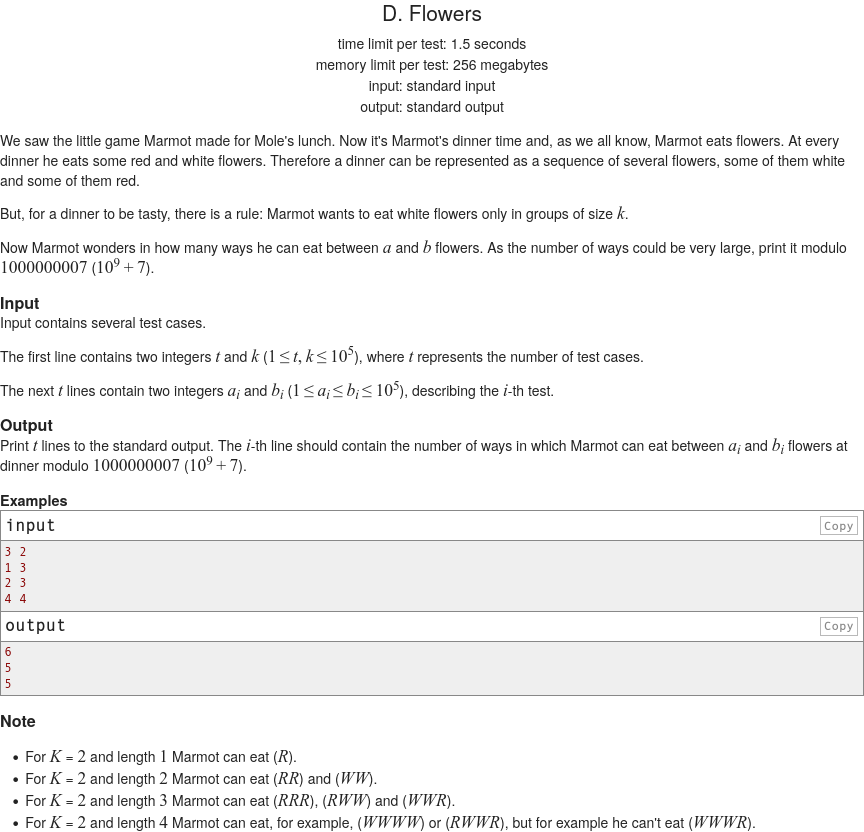 D. Flowers
time limit per test: 1.5 seconds
memory limit per test: 256 megabytes
input: standard input
output: standard output
We saw the little game Marmot made for Mole's lunch. Now it's Marmot's dinner time and, as we all know, Marmot eats flowers. At every
dinner he eats some red and white flowers. Therefore a dinner can be represented as a sequence of several flowers, some of them white
and some of them red.
But, for a dinner to be tasty, there is a rule: Marmot wants to eat white flowers only in groups of size k.
Now Marmot wonders in how many ways he can eat between a and b flowers. As the number of ways could be very large, print it modulo
1000000007 (10^9 + 7).
Input
Input contains several test cases.
The first line contains two integers t and k (1 ≤ t, k ≤ 10^5), where t represents the number of test cases.
The next t lines contain two integers a_i and b_i (1 ≤ a_i ≤ b_i ≤ 10^5), describing the i-th test.
Output
Print t lines to the standard output. The i-th line should contain the number of ways in which Marmot can eat between a_i and b_i flowers at
dinner modulo 1000000007 (10^9 + 7).
Examples
input Copy
3 2
1 3
2 3
4 4
output Copy
6
5
5
Note
• For K = 2 and length 1 Marmot can eat (R).
• For K = 2 and length 2 Marmot can eat (RR) and (WW).
• For K = 2 and length 3 Marmot can eat (RRR), (RWW) and (WWR).
• For K = 2 and length 4 Marmot can eat, for example, (WWWW) or (RWWR), but for example he can't eat (WWWR).